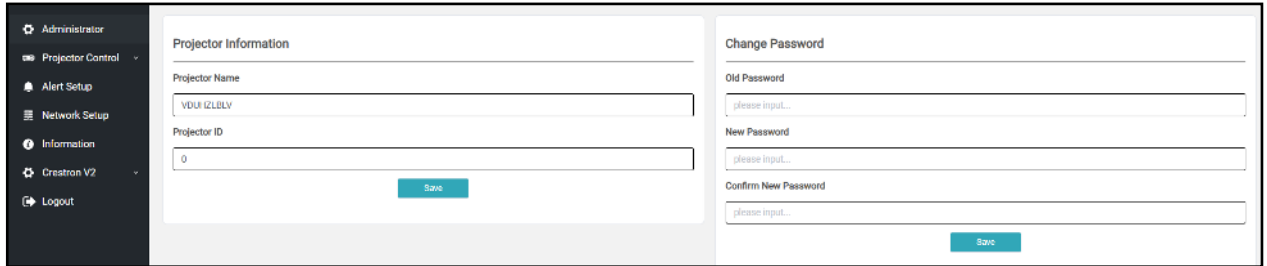 Administrator
Projector Control
Alert Setup
Network Setup
Information
Crestron V2
Logout
Projector Information
Projector Name
Projector ID
0
Save
Change Password
Old Password
please input...
New Password
please input...
Confirm New Password
please input...
Save